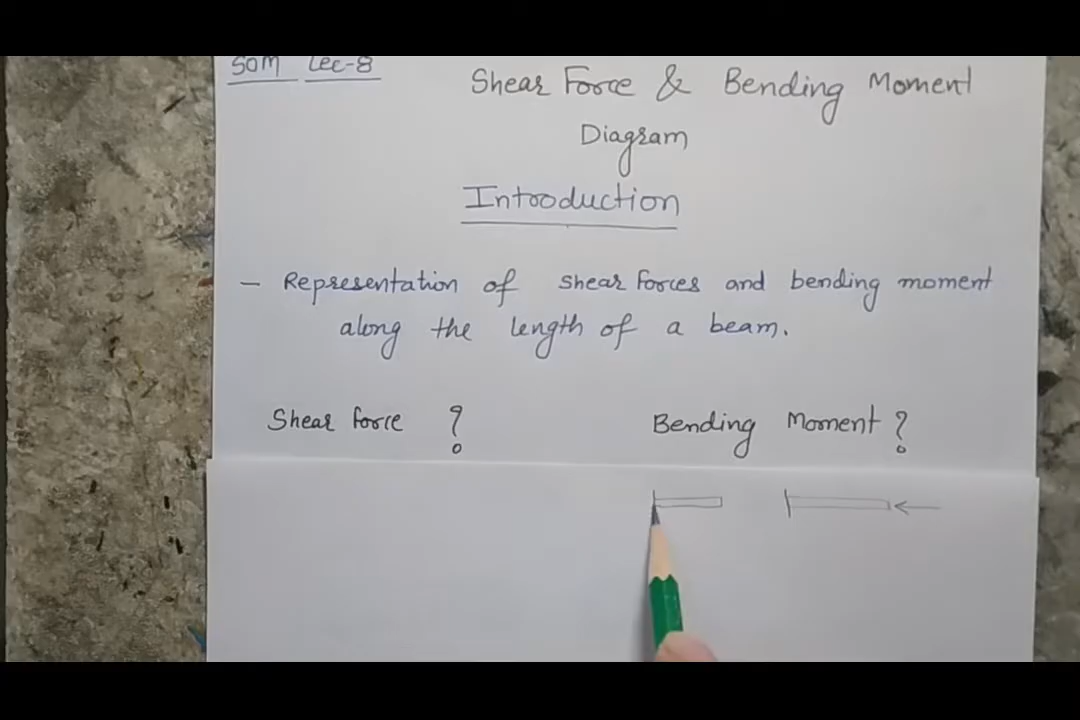 SOM Lec-8
Shear Force & Bending Moment
Diagram
Introduction
- Representation of shear forces and bending moment
along the length of a beam.
Shear force ?
Bending Moment ?